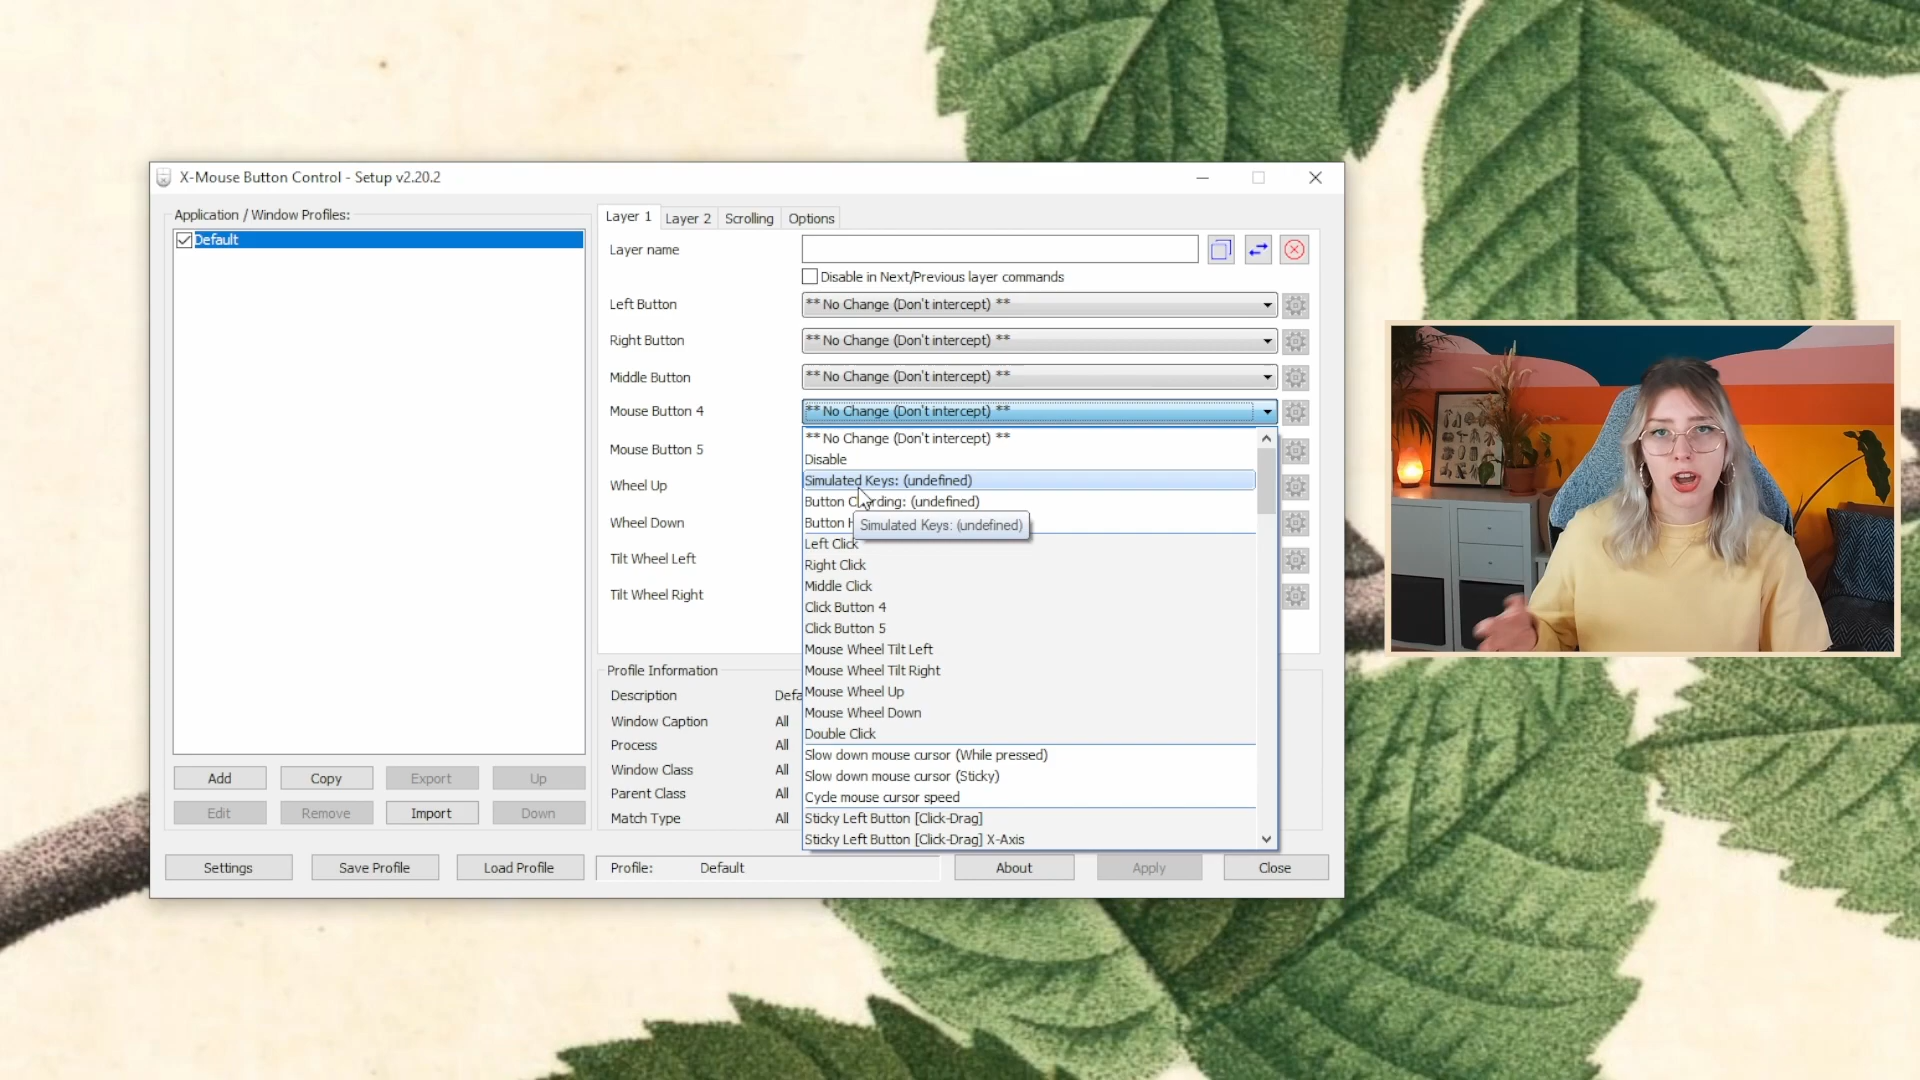 X-Mouse Button Control - Setup v2.20.2
Application / Window Profiles:
Default
Add
Copy
Export
Up
Edit
Remove
Import
Down
Layer 1
Layer 2
Scrolling
Options
Layer name
Disable in Next/Previous layer commands
Left Button
** No Change (Don't intercept) **
Right Button
** No Change (Don't intercept) **
Middle Button
** No Change (Don't intercept) **
Mouse Button 4
** No Change (Don't intercept) **
Mouse Button 5
Wheel Up
Wheel Down
Tilt Wheel Left
Tilt Wheel Right
** No Change (Don't intercept) **
Disable
Simulated Keys: (undefined)
Button Chording: (undefined)
Button H
Simulated Keys: (undefined)
Left Click
Right Click
Middle Click
Click Button 4
Click Button 5
Mouse Wheel Tilt Left
Mouse Wheel Tilt Right
Mouse Wheel Up
Mouse Wheel Down
Double Click
Slow down mouse cursor (While pressed)
Slow down mouse cursor (Sticky)
Cycle mouse cursor speed
Sticky Left Button [Click-Drag]
Sticky Left Button [Click-Drag] X-Axis
Profile Information
Description Defa
Window Caption All
Process All
Window Class All
Parent Class All
Match Type All
Settings
Save Profile
Load Profile
Profile: Default
About
Apply
Close